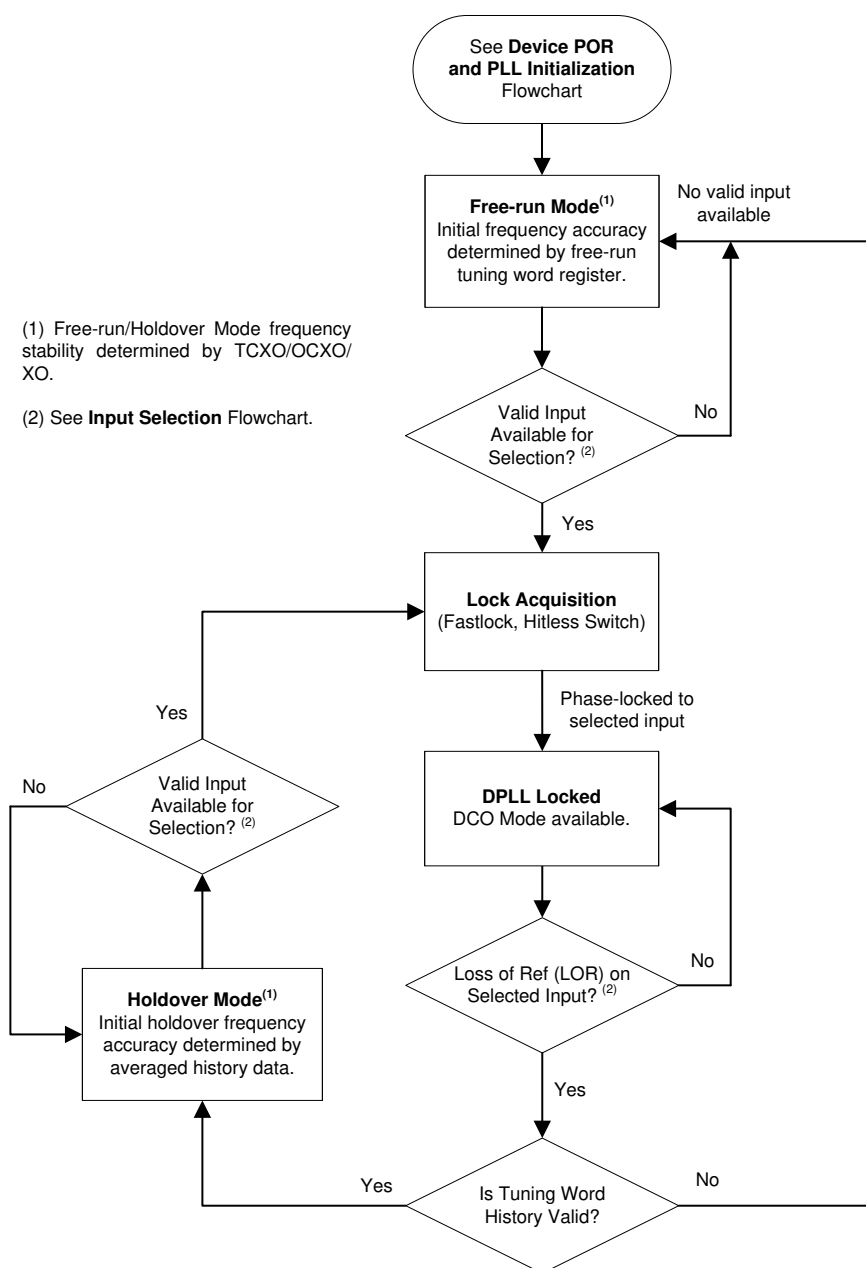 See Device POR
and PLL Initialization
Flowchart
Free-run Mode(1)
Initial frequency accuracy
determined by free-run
tuning word register.
No valid input
available
(1) Free-run/Holdover Mode frequency
stability determined by TCXO/OCXO/
XO.
(2) See Input Selection Flowchart.
Valid Input
Available for
Selection? (2)
No
Yes
Lock Acquisition
(Fastlock, Hitless Switch)
Phase-locked to
selected input
Yes
No
Valid Input
Available for
Selection? (2)
DPLL Locked
DCO Mode available.
Loss of Ref (LOR) on
Selected Input? (2)
No
Holdover Mode(1)
Initial holdover frequency
accuracy determined by
averaged history data.
Yes
Yes
Is Tuning Word
History Valid?
No